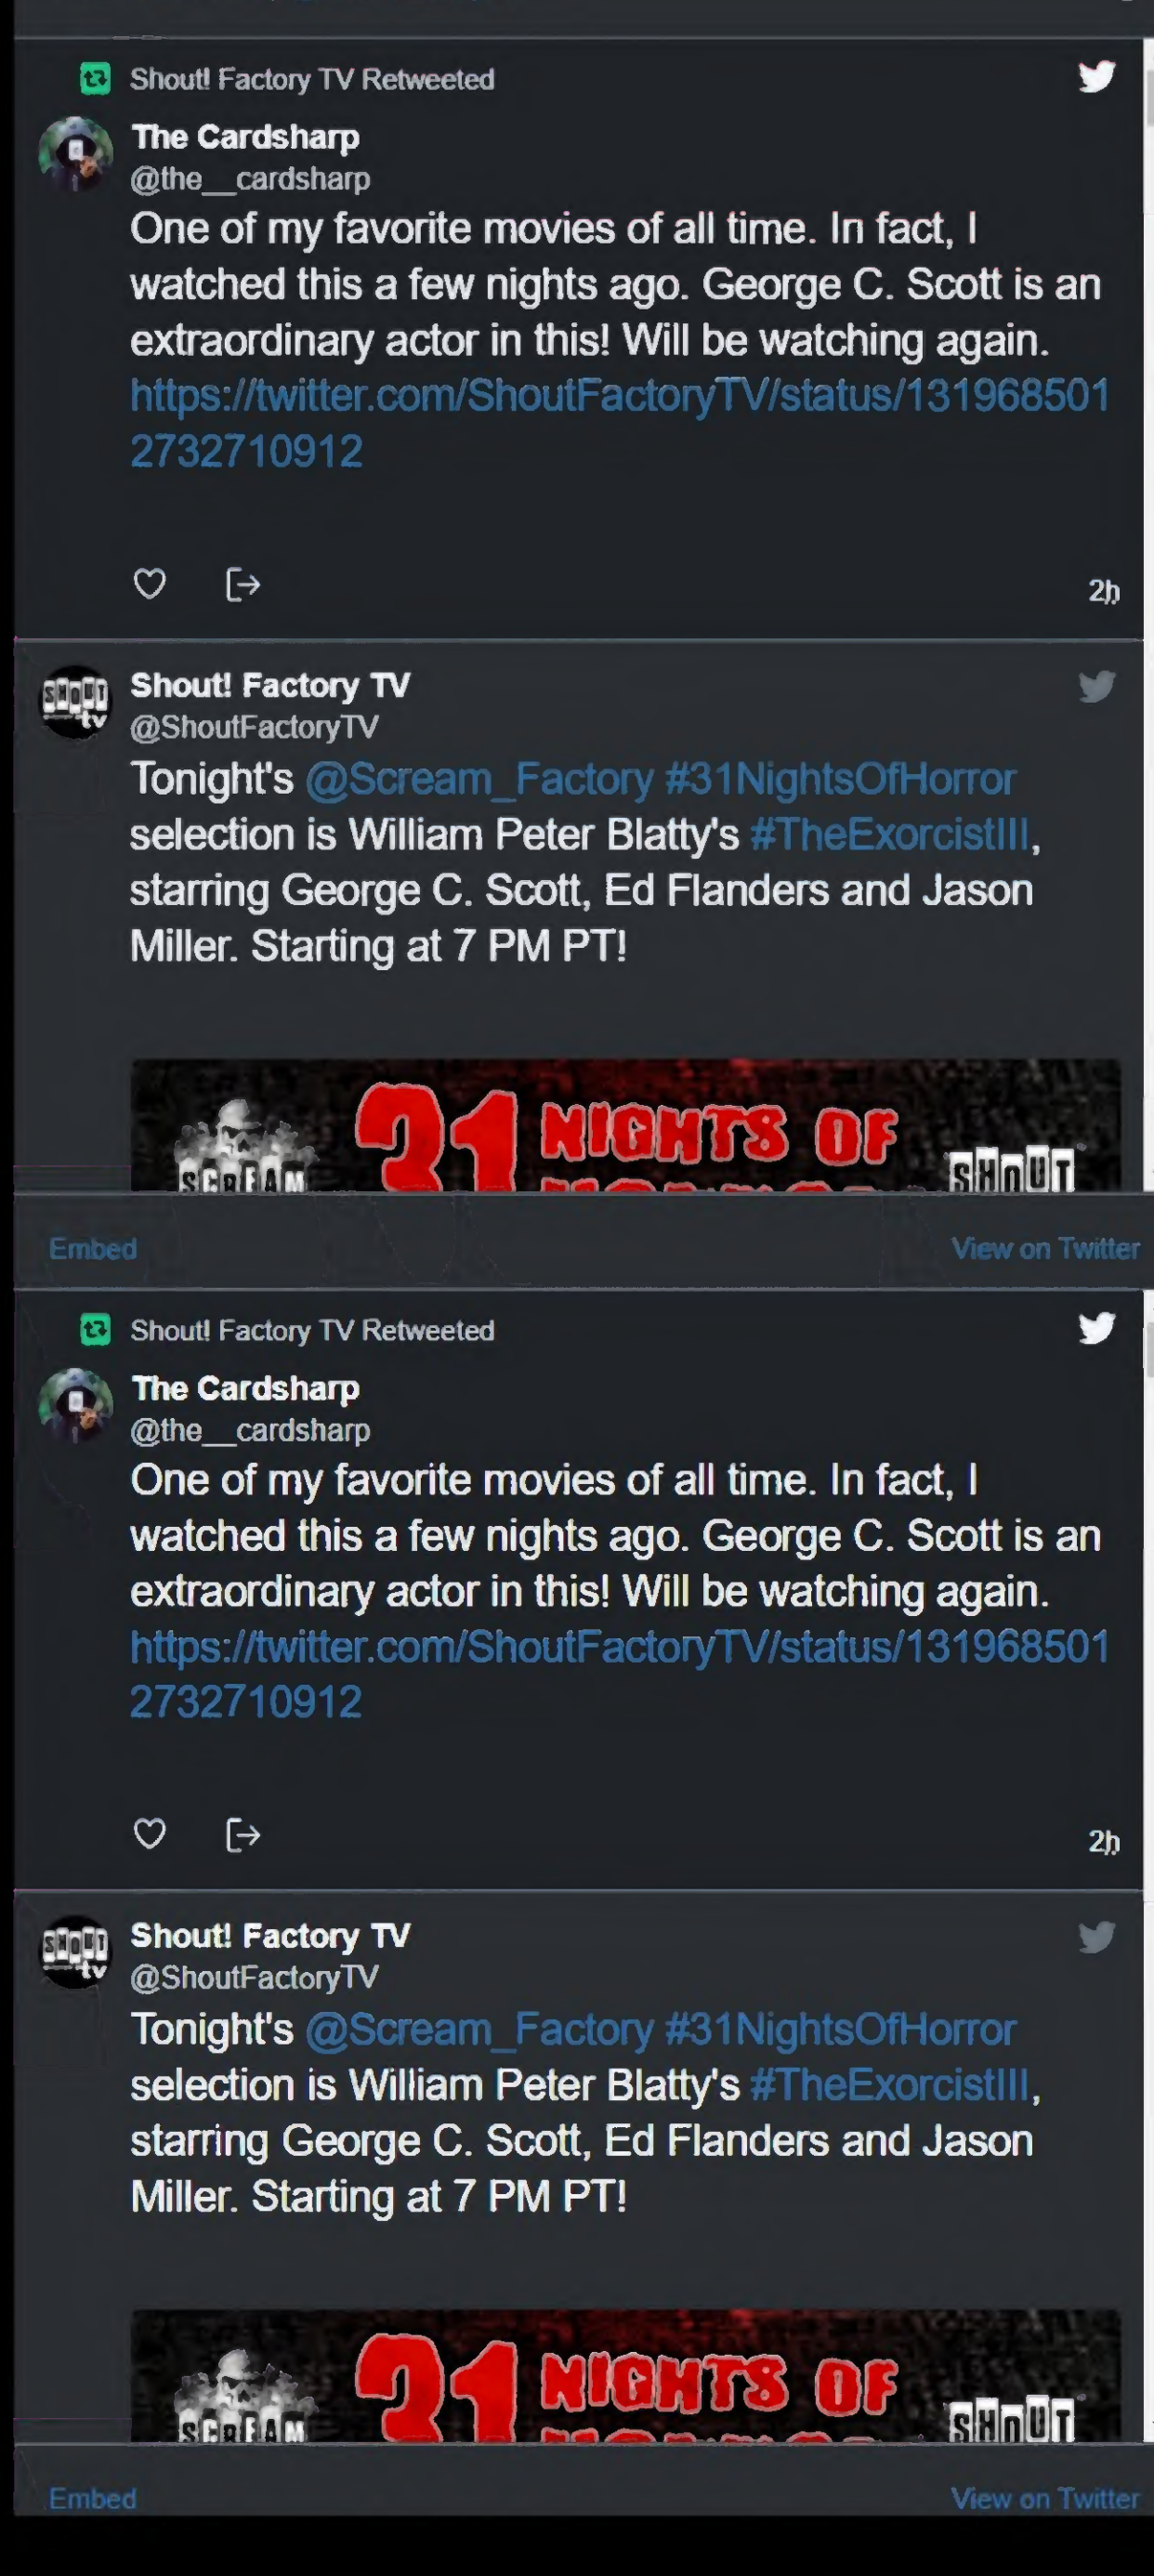 Shout! Factory TV Retweeted
The Cardsharp
@the__cardsharp
One of my favorite movies of all time. In fact, I
watched this a few nights ago. George C. Scott is an
extraordinary actor in this! Will be watching again.
https://twitter.com/ShoutFactoryTV/status/131968501
2732710912
2h
SHOUT
tv
Shout! Factory TV
@ShoutFactoryTV
Tonight's @Scream_Factory #31NightsOfHorror
selection is William Peter Blatty's #TheExorcistIII,
starring George C. Scott, Ed Flanders and Jason
Miller. Starting at 7 PM PT!
31 NIGHTS OF
SCREAM
SHOUT
Embed
View on Twitter
Shout! Factory TV Retweeted
The Cardsharp
@the__cardsharp
One of my favorite movies of all time. In fact, I
watched this a few nights ago. George C. Scott is an
extraordinary actor in this! Will be watching again.
https://twitter.com/ShoutFactoryTV/status/131968501
2732710912
2h
SHOUT
tv
Shout! Factory TV
@ShoutFactoryTV
Tonight's @Scream_Factory #31NightsOfHorror
selection is William Peter Blatty's #TheExorcistIII,
starring George C. Scott, Ed Flanders and Jason
Miller. Starting at 7 PM PT!
31 NIGHTS OF
SCREAM
SHOUT
Embed
View on Twitter